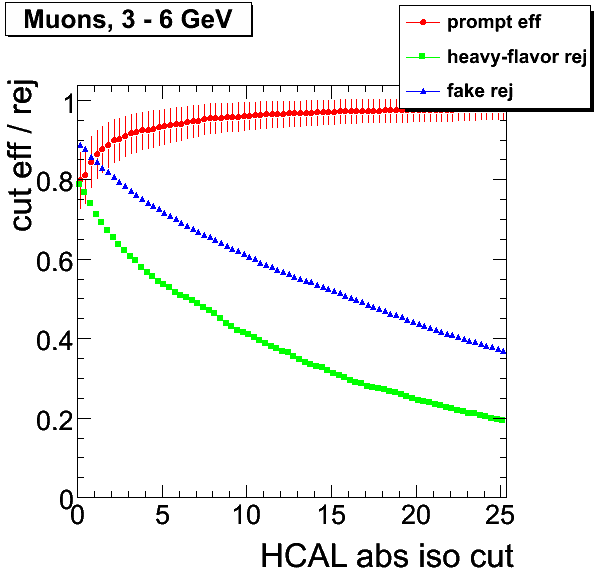 Muons, 3 - 6 GeV
prompt eff
heavy-flavor rej
fake rej
cut eff / rej
1
0.8
0.6
0.4
0.2
0
0 5 10 15 20 25
HCAL abs iso cut